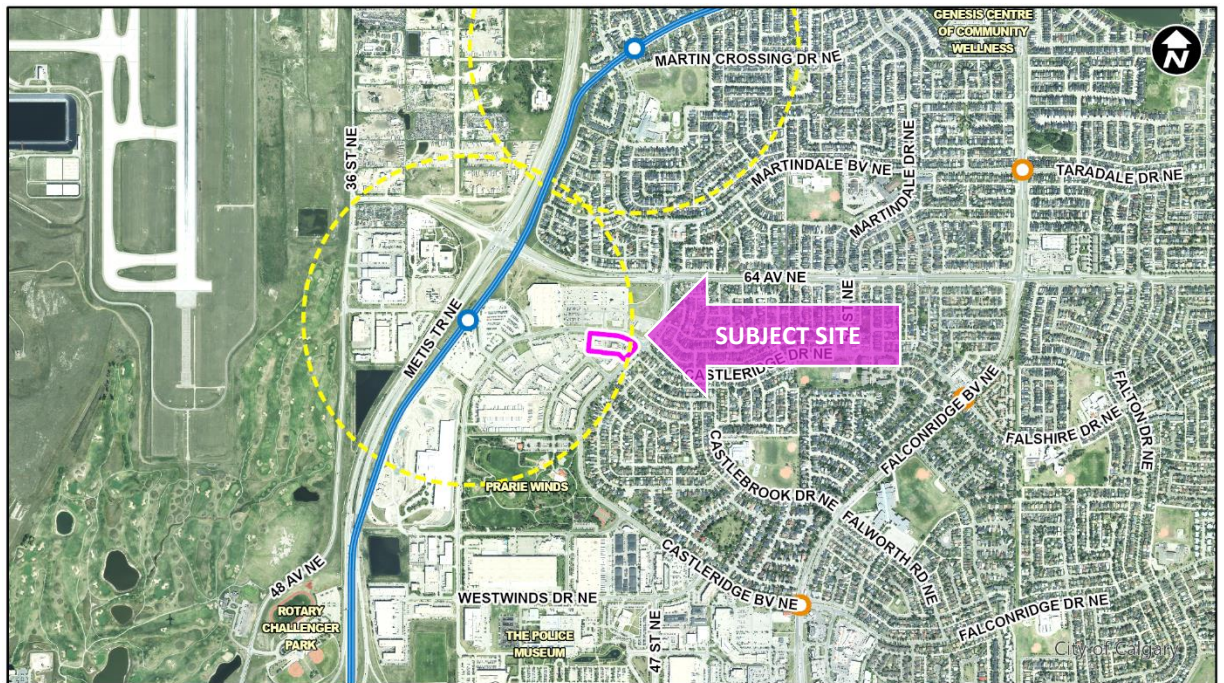 GENESIS CENTRE
OF COMMUNITY
WELLNESS
N
MARTIN CROSSING DR NE
36 ST NE
MARTINDALE BV NE
MARTINDALE DR NE
TARADALE DR NE
64 AV NE
ST NE
METIS TR NE
SUBJECT SITE
CASTLERIDGE DR NE
FALCONRIDGE BV NE
FALTON DR NE
FALSHIRE DR NE
CASTLEBROOK DR NE
PRARIE WINDS
FALWORTH RD NE
48 AV NE
CASTLERIDGE BV NE
WESTWINDS DR NE
ROTARY
CHALLENGER
PARK
THE POLICE
MUSEUM
47 ST NE
FALCONRIDGE DR NE
City of Calgary